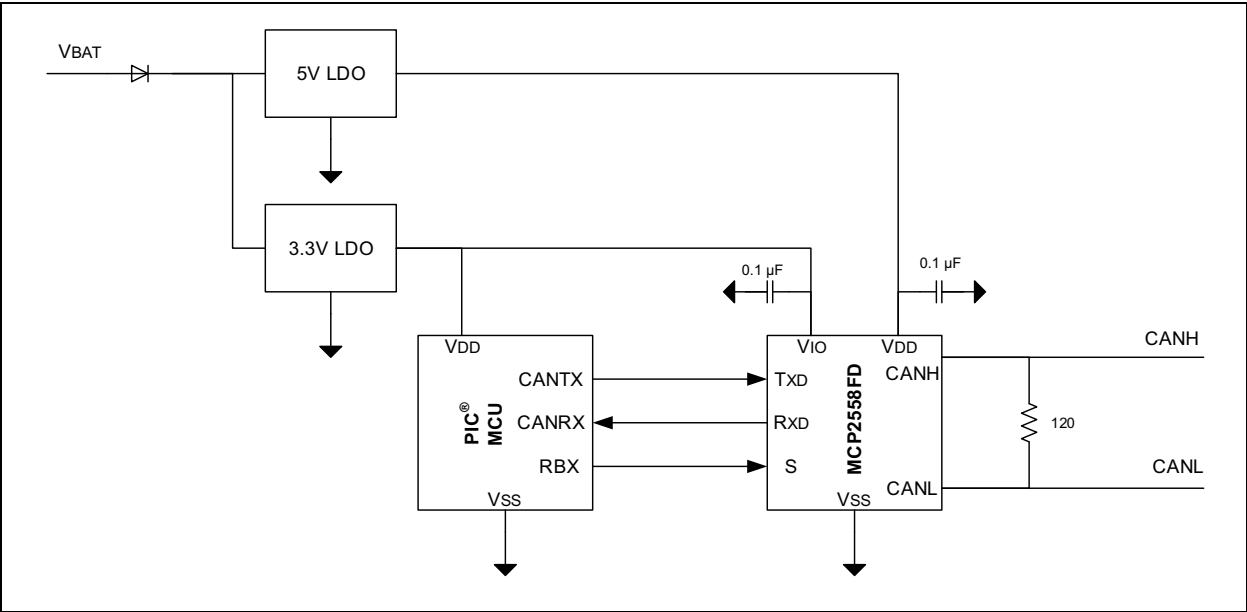 VBAT
5V LDO
3.3V LDO
0.1 µF
0.1 µF
VDD
CANTX
CANRX
RBX
PIC®
MCU
VSS
VIO
VDD
TXD
RXD
S
MCP2558FD
CANH
CANL
VSS
CANH
120
CANL